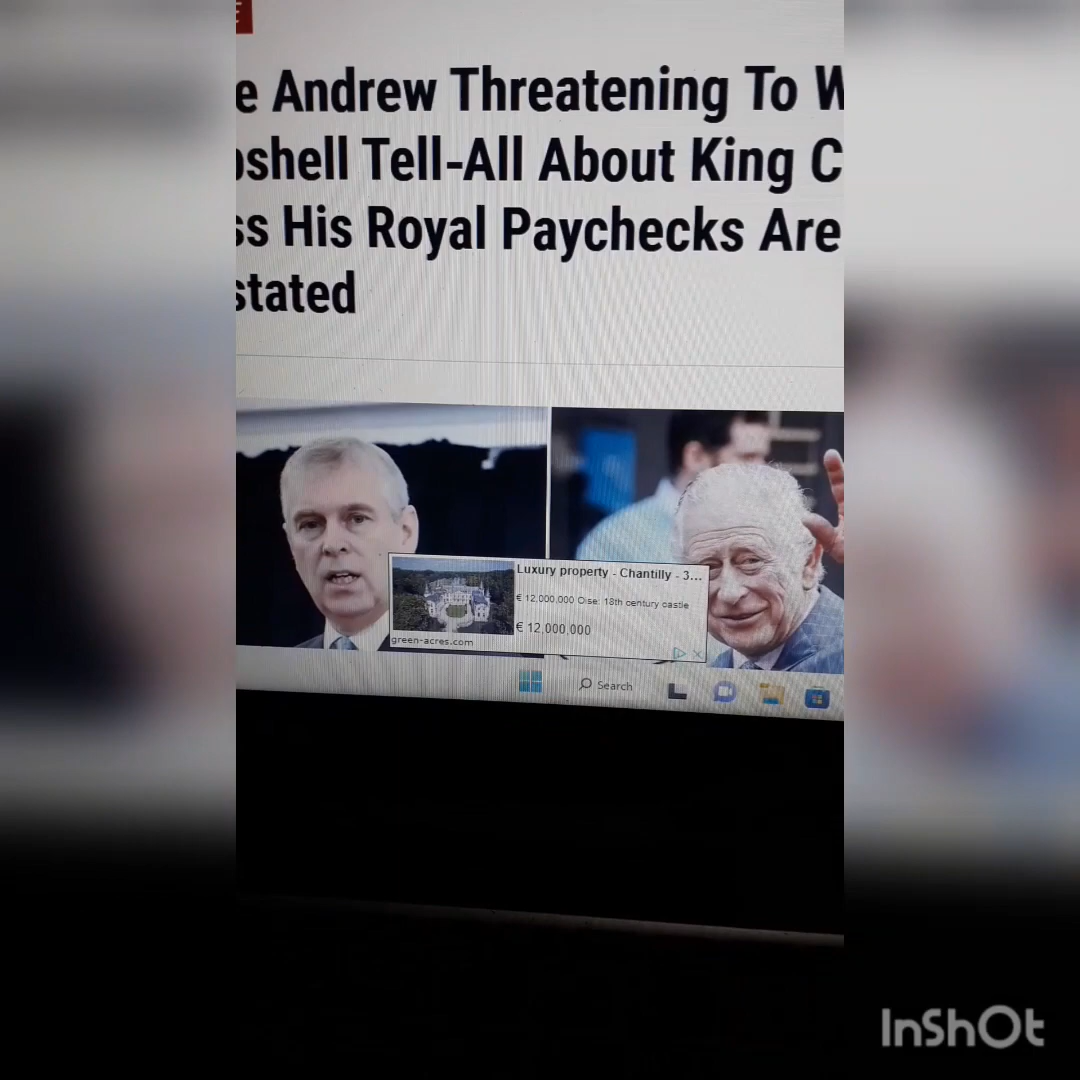 e Andrew Threatening To W
bshell Tell-All About King C
ss His Royal Paychecks Are
stated
Luxury property - Chantilly - 3...
€ 12,000,000 Oise: 18th century castle
€ 12,000,000
green-acres.com
Search
InShOt